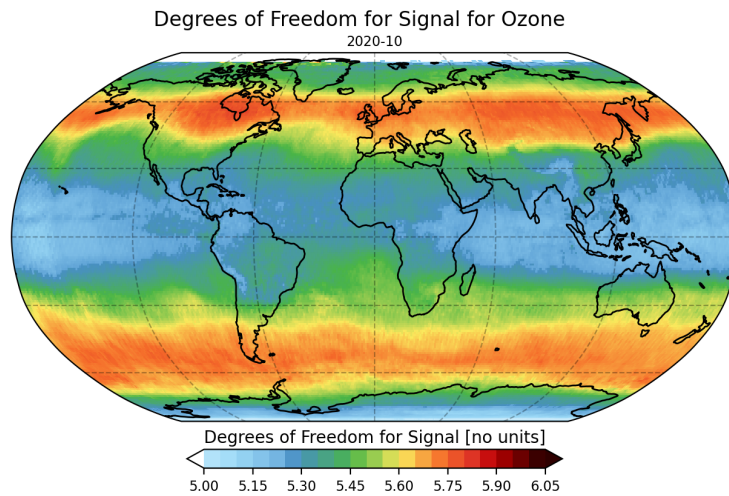 Degrees of Freedom for Signal for Ozone
2020-10
Degrees of Freedom for Signal [no units]
5.00 5.15 5.30 5.45 5.60 5.75 5.90 6.05